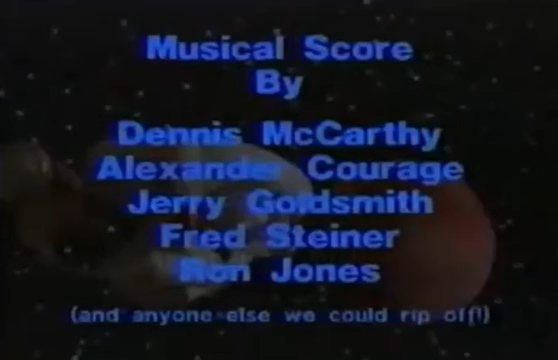 Musical Score
By
Dennis McCarthy
Alexander Courage
Jerry Goldsmith
Fred Steiner
Ron Jones
(and anyone else we could rip off!)